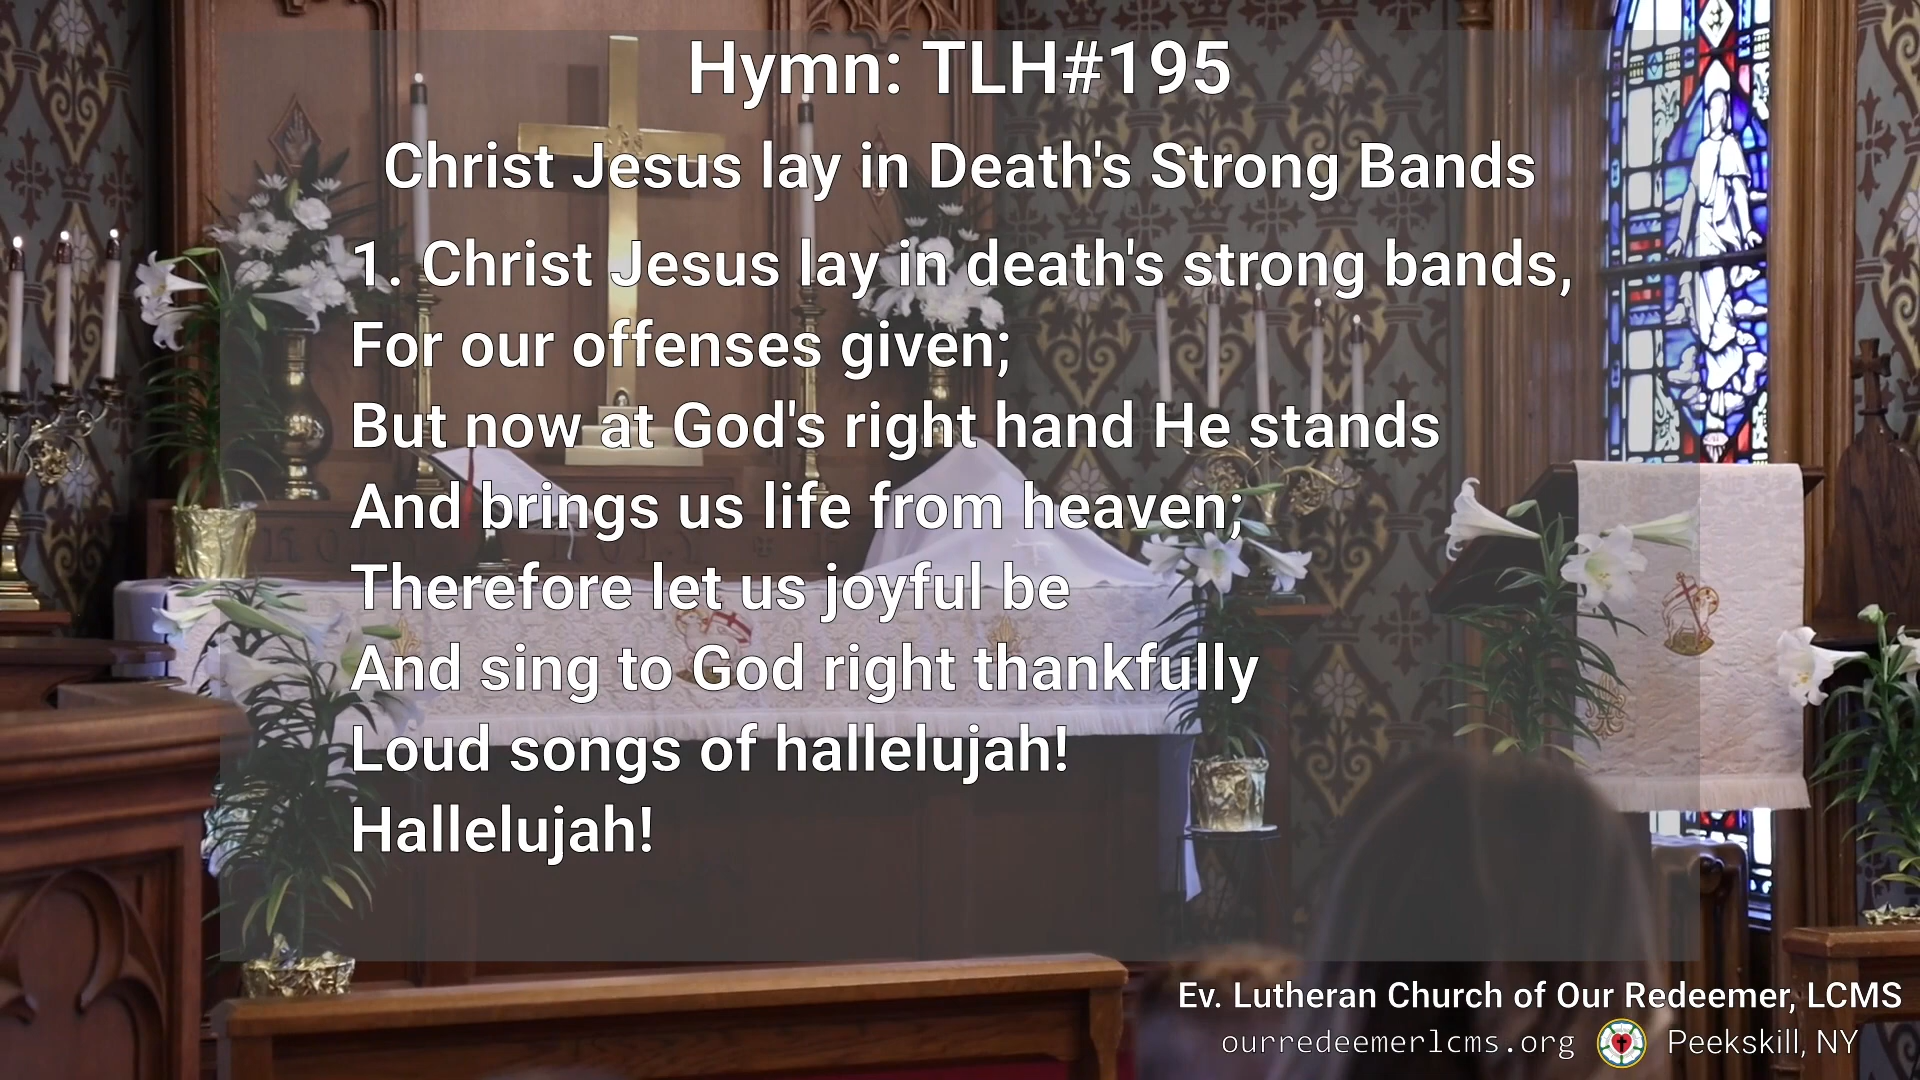 Hymn: TLH#195
Christ Jesus lay in Death's Strong Bands
1. Christ Jesus lay in death's strong bands,
For our offenses given;
But now at God's right hand He stands
And brings us life from heaven;
Therefore let us joyful be
And sing to God right thankfully
Loud songs of hallelujah!
Hallelujah!
HOLY
Ev. Lutheran Church of Our Redeemer, LCMS
ourredeemerlcms.org Peekskill, NY